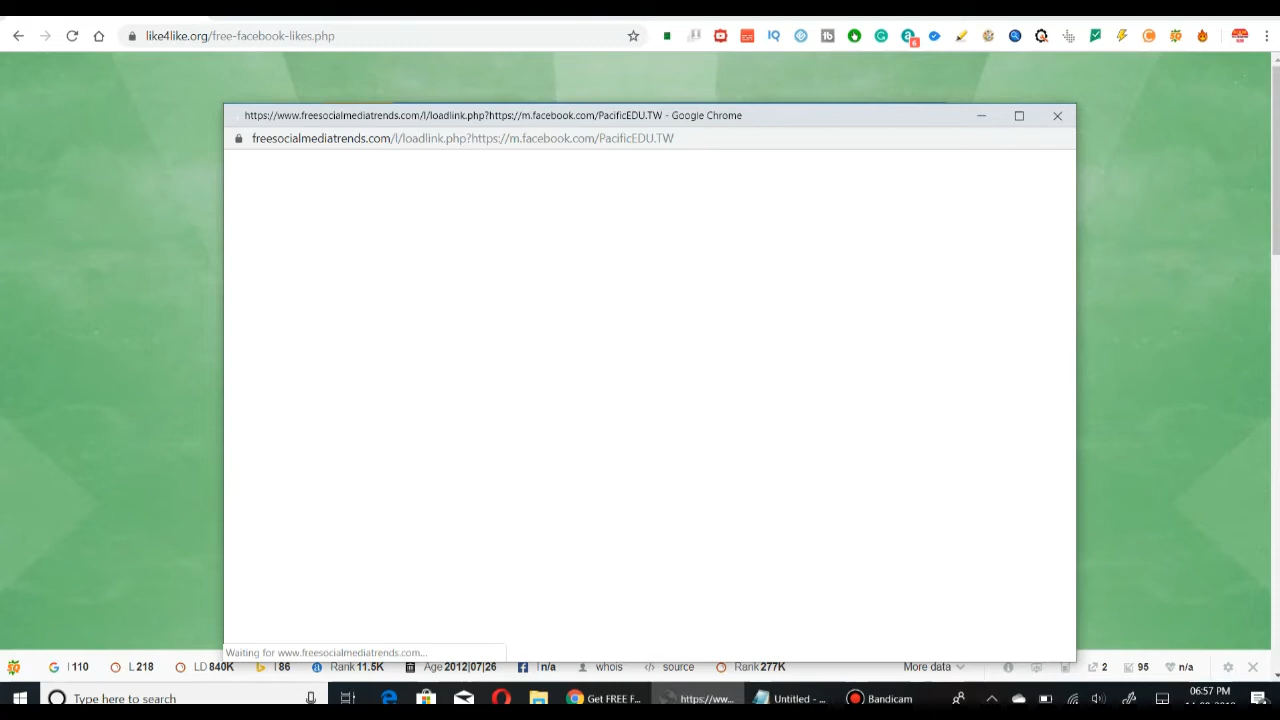 like4like.org/free-facebook-likes.php
6
https://www.freesocialmediatrends.com/l/loadlink.php?https://m.facebook.com/PacificEDU.TW - Google Chrome
freesocialmediatrends.com/l/loadlink.php?https://m.facebook.com/PacificEDU.TW
Waiting for www.freesocialmediatrends.com...
I 110 L 218 LD 840K I 86 Rank 11.5K Age 2012|07|26 I n/a whois source Rank 277K More data 2 95 n/a
Type here to search Get FREE F... https://ww... Untitled - ... Bandicam 06:57 PM